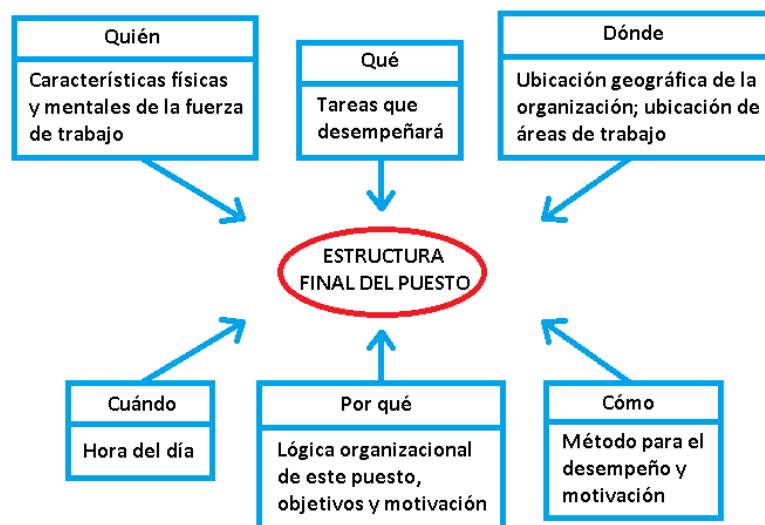 Quién
Características físicas
y mentales de la fuerza
de trabajo
Qué
Tareas que
desempeñará
Dónde
Ubicación geográfica de la
organización; ubicación de
áreas de trabajo
ESTRUCTURA
FINAL DEL PUESTO
Cuándo
Hora del día
Por qué
Lógica organizacional
de este puesto,
objetivos y motivación
Cómo
Método para el
desempeño y
motivación